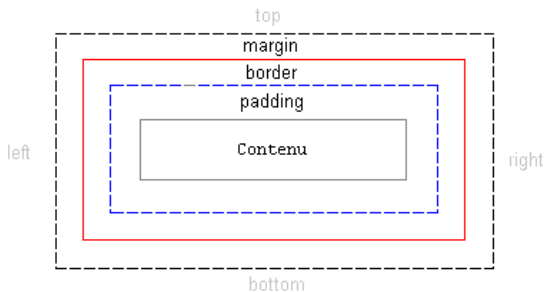 top
margin
border
padding
Contenu
left
right
bottom